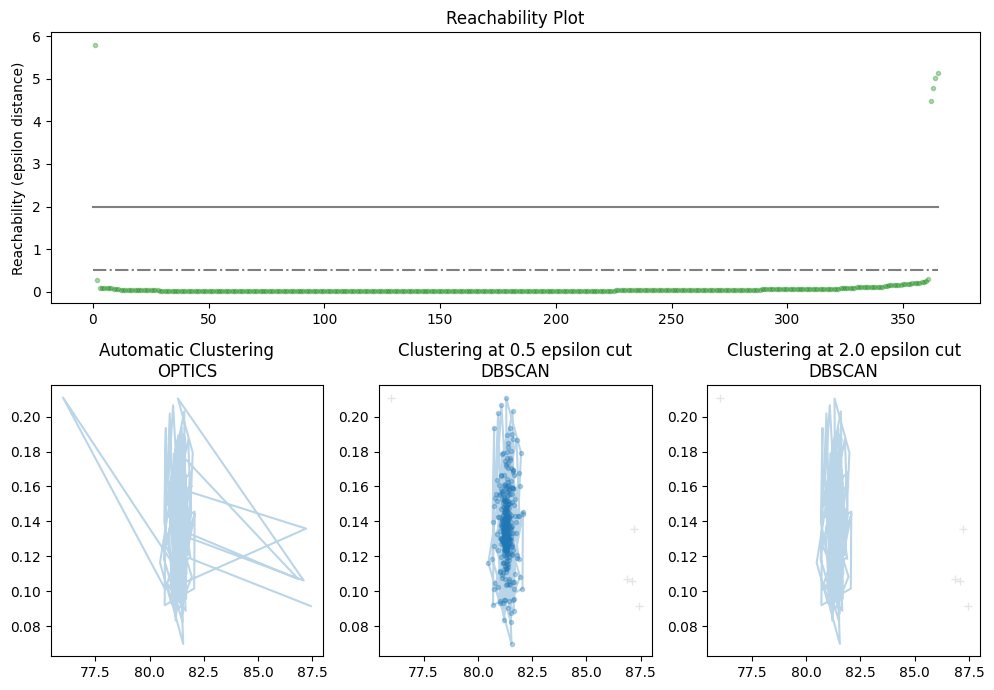 Reachability Plot
Reachability (epsilon distance)
6
5
4
3
2
1
0
0 50 100 150 200 250 300 350
Automatic Clustering
OPTICS
0.20
0.18
0.16
0.14
0.12
0.10
0.08
77.5 80.0 82.5 85.0 87.5
Clustering at 0.5 epsilon cut
DBSCAN
0.20
0.18
0.16
0.14
0.12
0.10
0.08
77.5 80.0 82.5 85.0 87.5
Clustering at 2.0 epsilon cut
DBSCAN
0.20
0.18
0.16
0.14
0.12
0.10
0.08
77.5 80.0 82.5 85.0 87.5